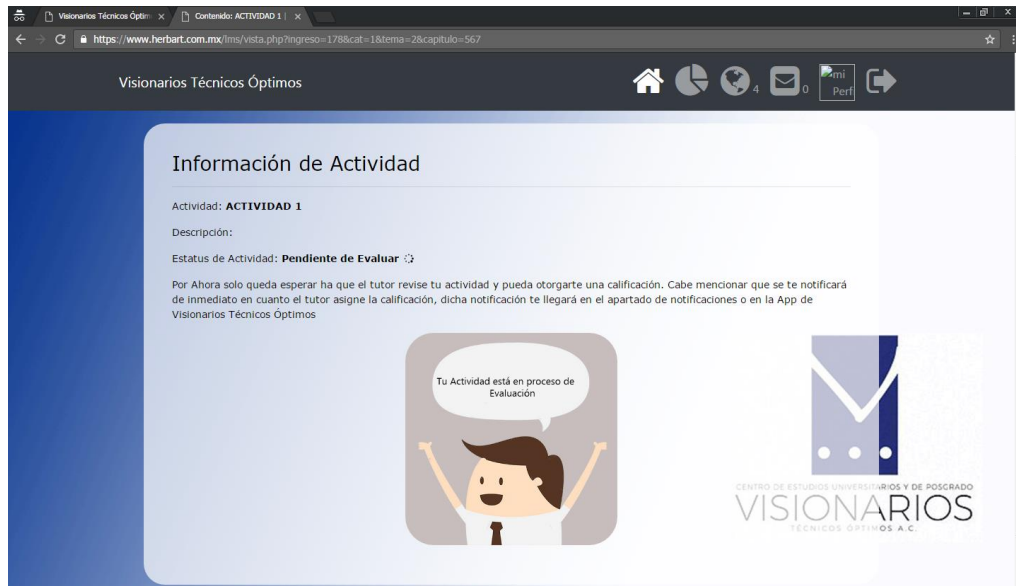 Visionarios Técnicos Óptim
Contenido: ACTIVIDAD 1 |
https://www.herbart.com.mx/lms/vista.php?ingreso=178&cat=1&tema=2&capitulo=567
Visionarios Técnicos Óptimos
4
0
mi
Perf
Información de Actividad
Actividad: ACTIVIDAD 1
Descripción:
Estatus de Actividad: Pendiente de Evaluar
Por Ahora solo queda esperar ha que el tutor revise tu actividad y pueda otorgarte una calificación. Cabe mencionar que se te notificará
de inmediato en cuanto el tutor asigne la calificación, dicha notificación te llegará en el apartado de notificaciones o en la App de
Visionarios Técnicos Óptimos
Tu Actividad está en proceso de
Evaluación
CENTRO DE ESTUDIOS UNIVERSITARIOS Y DE POSGRADO
VISIONARIOS
TÉCNICOS ÓPTIMOS A.C.